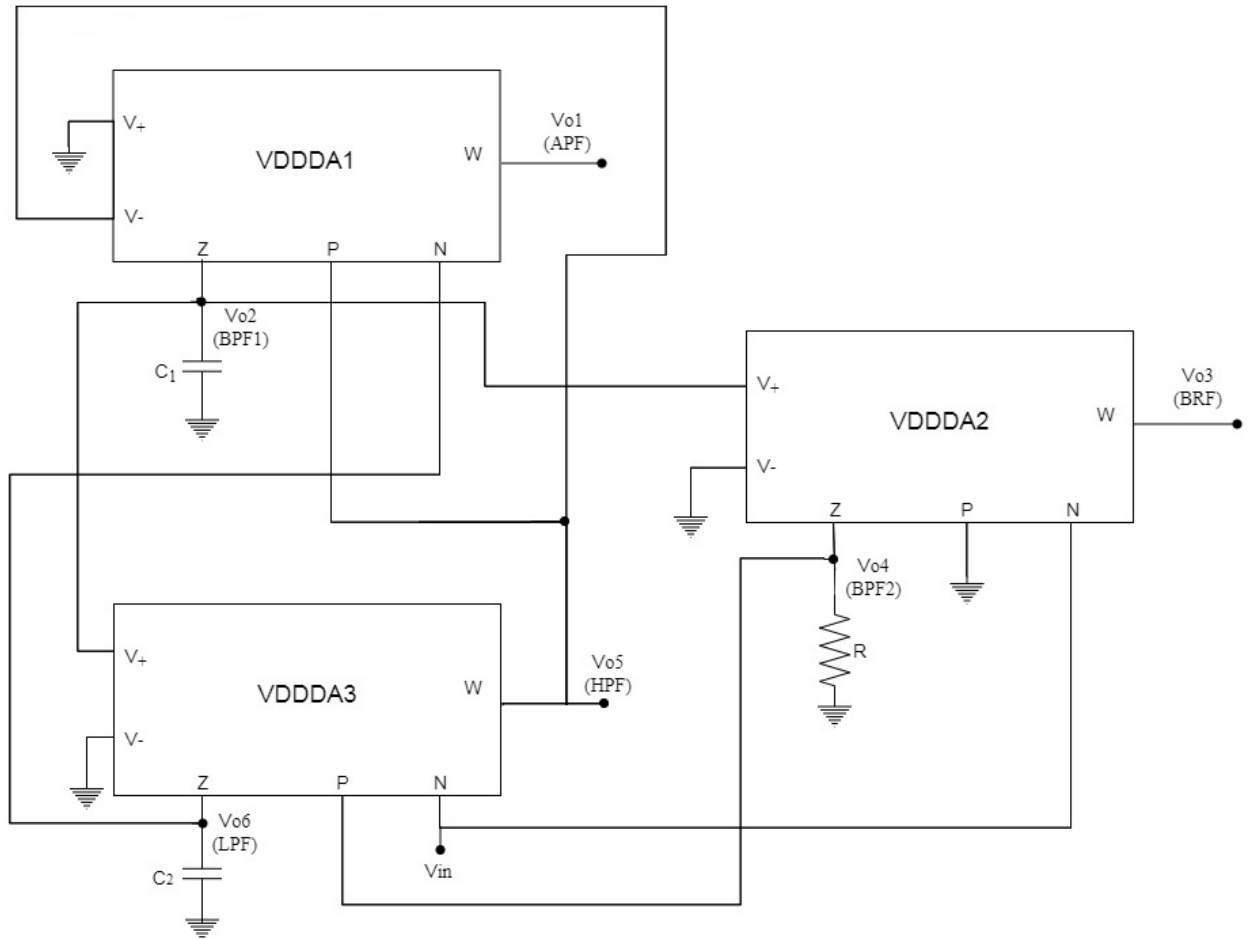 V+
V-
VDDDA1
W
Z
P
N
Vo1
(APF)
Vo2
(BPF1)
C1
V+
V-
VDDDA2
W
Z
P
N
Vo3
(BRF)
Vo4
(BPF2)
R
V+
V-
VDDDA3
W
Z
P
N
Vo5
(HPF)
Vo6
(LPF)
C2
Vin